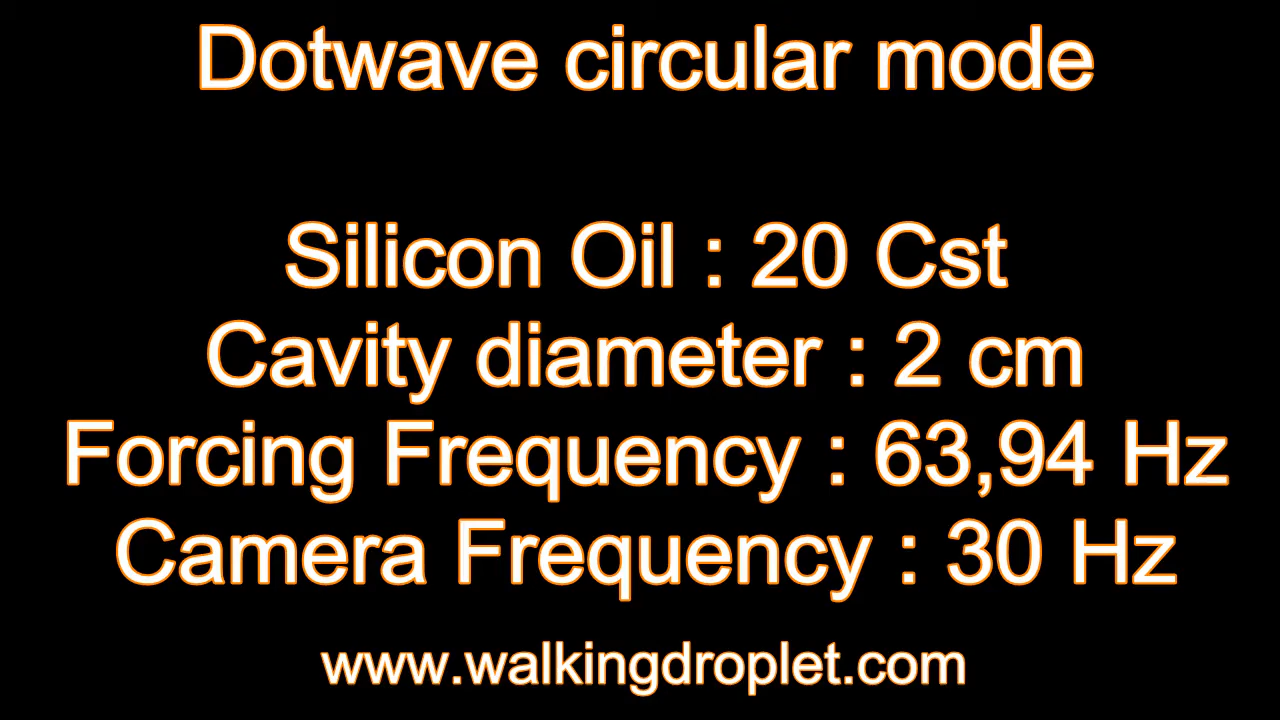 Dotwave circular mode
Silicon Oil : 20 Cst
Cavity diameter : 2 cm
Forcing Frequency : 63,94 Hz
Camera Frequency : 30 Hz
www.walkingdroplet.com